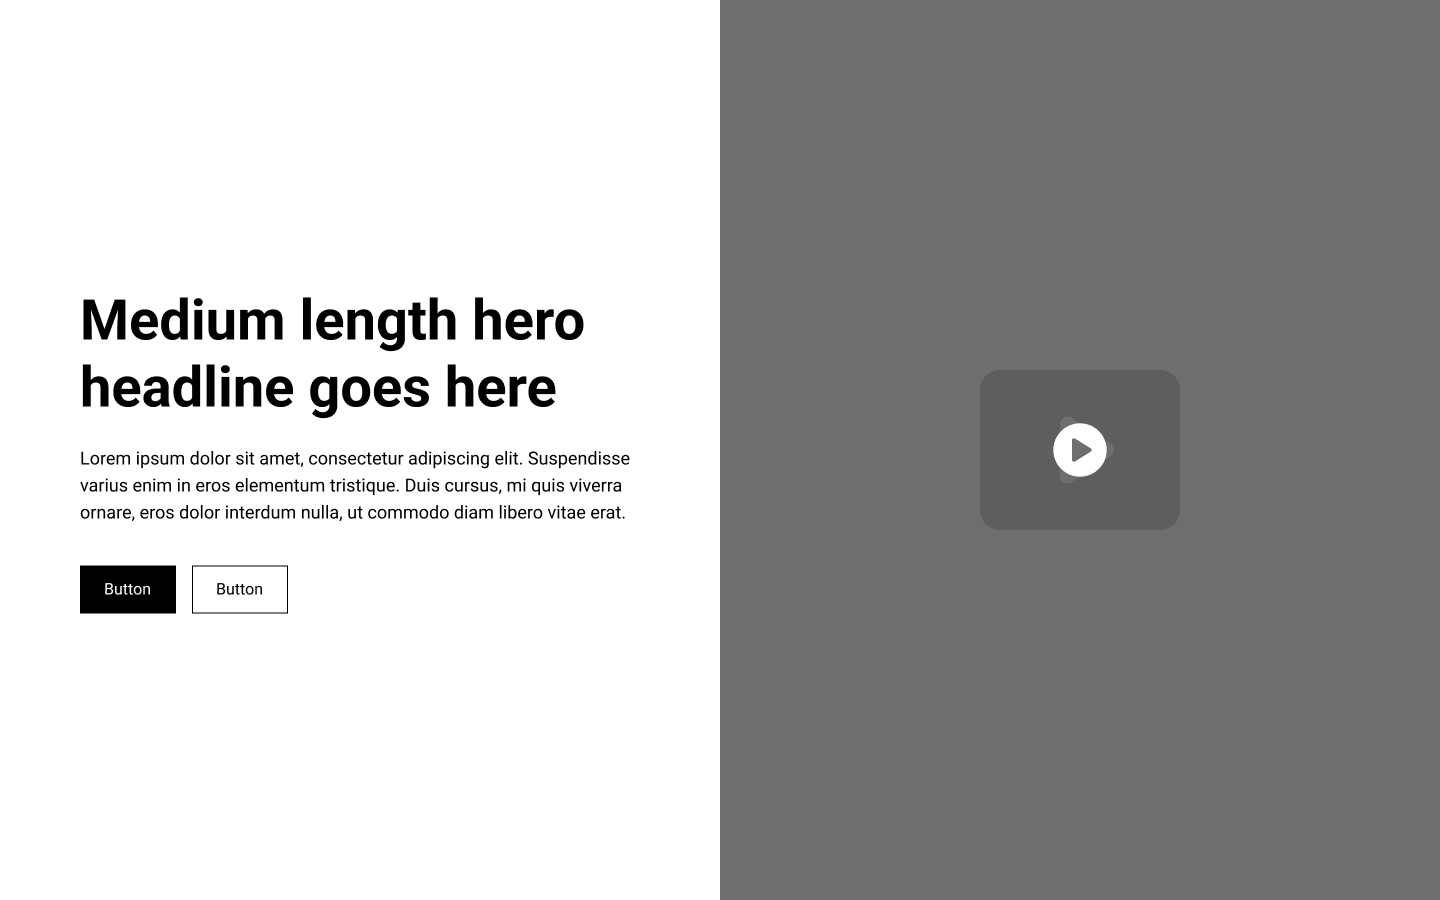 Medium length hero
headline goes here
Lorem ipsum dolor sit amet, consectetur adipiscing elit. Suspendisse
varius enim in eros elementum tristique. Duis cursus, mi quis viverra
ornare, eros dolor interdum nulla, ut commodo diam libero vitae erat.
Button
Button